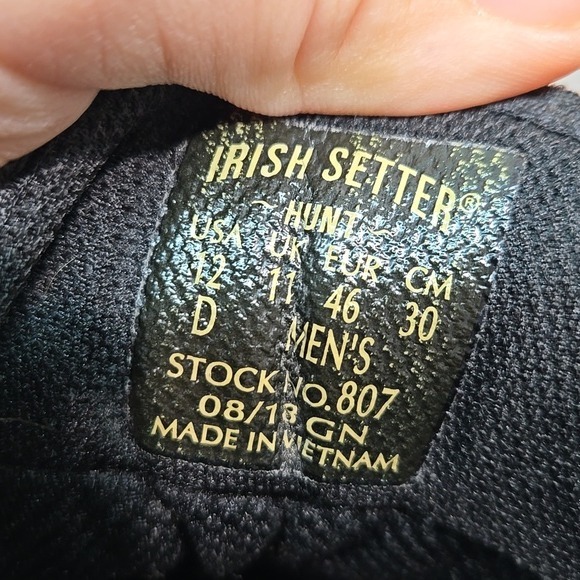 IRISH SETTER®
~ HUNT ~
USA UK EUR CM
12 11 46 30
D MEN'S
STOCK NO. 807
08/18 GN
MADE IN VIETNAM